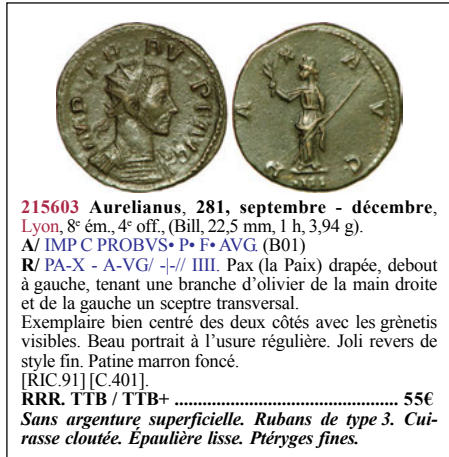 215603 Aurelianus, 281, septembre - décembre,
Lyon, 8e ém., 4e off., (Bill, 22,5 mm, 1 h, 3,94 g).
A/ IMP C PROBVS• P• F• AVG. (B01)
R/ PA-X - A-VG/ -|-// IIII. Pax (la Paix) drapée, debout
à gauche, tenant une branche d'olivier de la main droite
et de la gauche un sceptre transversal.
Exemplaire bien centré des deux côtés avec les grènetis
visibles. Beau portrait à l'usure régulière. Joli revers de
style fin. Patine marron foncé.
[RIC.91] [C.401].
RRR. TTB / TTB+ .................................................. 55€
Sans argenture superficielle. Rubans de type 3. Cui-
rasse cloutée. Épaulière lisse. Ptéryges fines.